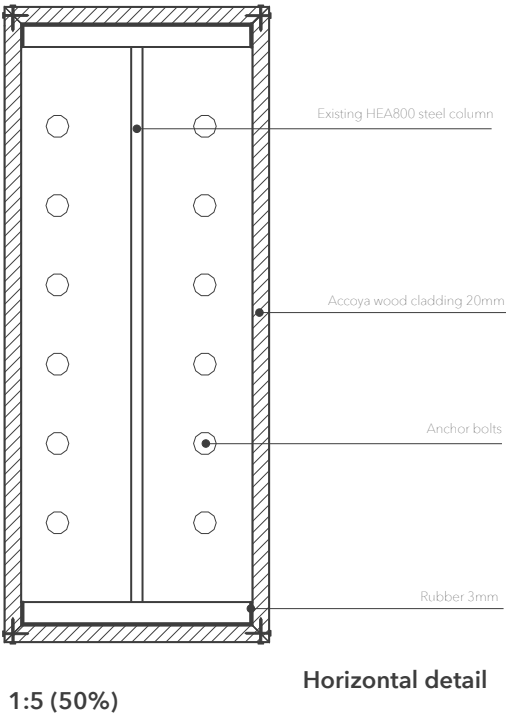 Existing HEA800 steel column
Accoya wood cladding 20mm
Anchor bolts
Rubber 3mm
Horizontal detail
1:5 (50%)